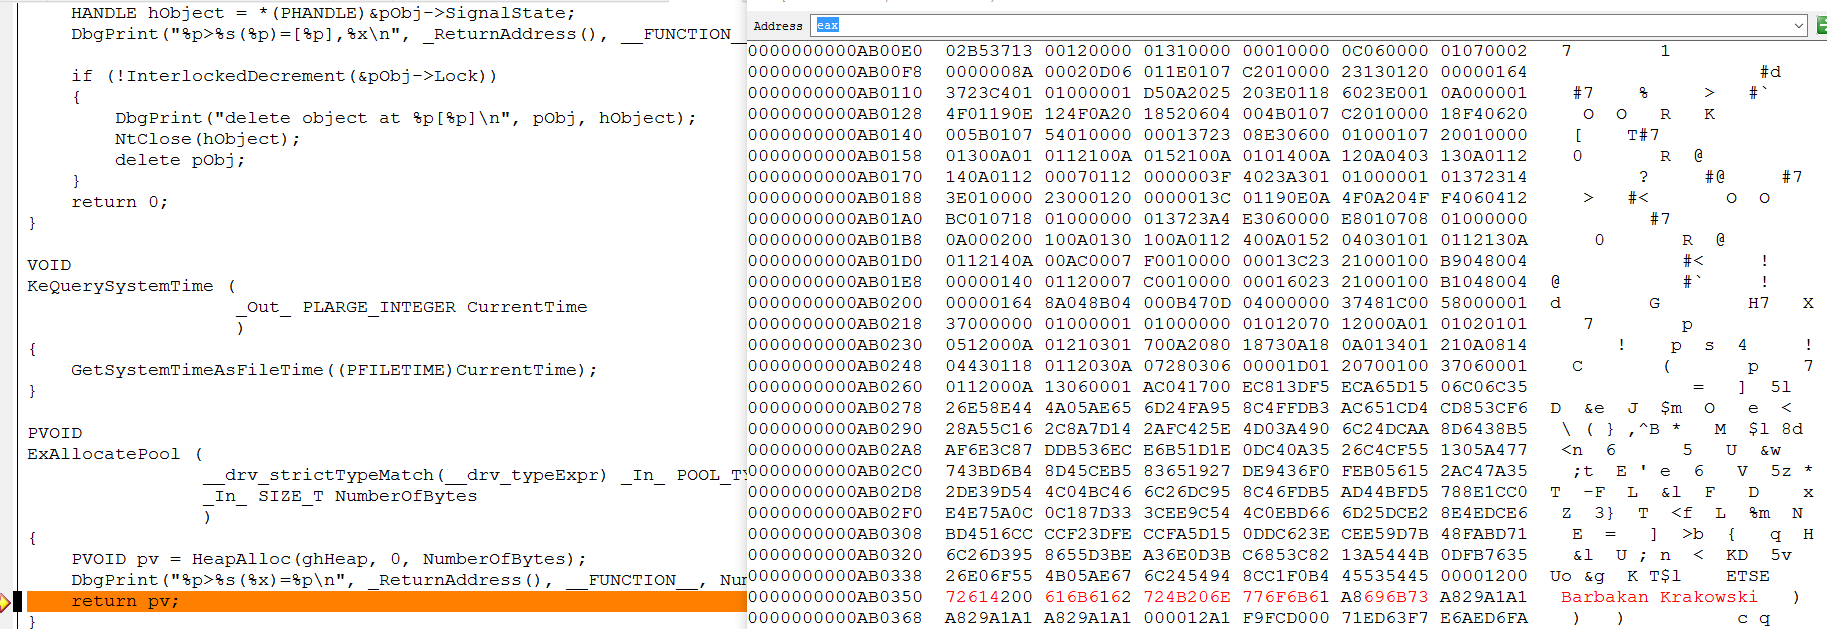 HANDLE hObject = *(PHANDLE)&pObj->SignalState;
DbgPrint("%p>%s(%p)=[%p],%x\n", _ReturnAddress(), __FUNCTION__
if (!InterlockedDecrement(&pObj->Lock))
{
DbgPrint("delete object at %p[%p]\n", pObj, hObject);
NtClose(hObject);
delete pObj;
}
return 0;
}
VOID
KeQuerySystemTime (
_Out_ PLARGE_INTEGER CurrentTime
)
{
GetSystemTimeAsFileTime((PFILETIME)CurrentTime);
}
PVOID
ExAllocatePool (
__drv_strictTypeMatch(__drv_typeExpr) _In_ POOL_TY
_In_ SIZE_T NumberOfBytes
)
{
PVOID pv = HeapAlloc(ghHeap, 0, NumberOfBytes);
DbgPrint("%p>%s(%x)=%p\n", _ReturnAddress(), __FUNCTION__, Num
return pv;
}
Address eax
0000000000AB00E0 02B53713 00120000 01310000 00010000 0C060000 01070002 7 1
0000000000AB00F8 0000008A 00020D06 011E0107 C2010000 23130120 00000164 #d
0000000000AB0110 3723C401 01000001 D50A2025 203E0118 6023E001 0A000001 #7 % > #`
0000000000AB0128 4F01190E 124F0A20 18520604 004B0107 C2010000 18F40620 O O R K
0000000000AB0140 005B0107 54010000 00013723 08E30600 01000107 20010000 [ T#7
0000000000AB0158 01300A01 0112100A 0152100A 0101400A 120A0403 130A0112 0 R @
0000000000AB0170 140A0112 00070112 0000003F 4023A301 01000001 01372314 ? #@ #7
0000000000AB0188 3E010000 23000120 0000013C 01190E0A 4F0A204F F4060412 > #< O O
0000000000AB01A0 BC010718 01000000 013723A4 E3060000 E8010708 01000000 #7
0000000000AB01B8 0A000200 100A0130 100A0112 400A0152 04030101 0112130A 0 R @
0000000000AB01D0 0112140A 00AC0007 F0010000 00013C23 21000100 B9048004 #< !
0000000000AB01E8 00000140 01120007 C0010000 00016023 21000100 B1048004 @ #` !
0000000000AB0200 00000164 8A048B04 000B470D 04000000 37481C00 58000001 d G H7 X
0000000000AB0218 37000000 01000001 01000000 01012070 12000A01 01020101 7 p
0000000000AB0230 0512000A 01210301 700A2080 18730A18 0A013401 210A0814 ! p s 4 !
0000000000AB0248 04430118 0112030A 07280306 00001D01 20700100 37060001 C ( p 7
0000000000AB0260 0112000A 13060001 AC041700 EC813DF5 ECA65D15 06C06C35 = ] 5l
0000000000AB0278 26E58E44 4A05AE65 6D24FA95 8C4FFDB3 AC651CD4 CD853CF6 D &e J $m O e <
0000000000AB0290 28A55C16 2C8A7D14 2AFC425E 4D03A490 6C24DCAA 8D6438B5 \ ( } ,^B * M $l 8d
0000000000AB02A8 AF6E3C87 DDB536EC E6B51D1E 0DC40A35 26C4CF55 1305A477 <n 6 5 U &w
0000000000AB02C0 743BD6B4 8D45CEB5 83651927 DE9436F0 FEB05615 2AC47A35 ;t E ' e 6 V 5z *
0000000000AB02D8 2DE39D54 4C04BC46 6C26DC95 8C46FDB5 AD44BFD5 788E1CC0 T -F L &l F D x
0000000000AB02F0 E4E75A0C 0C187D33 3CEE9C54 4C0EBD66 6D25DCE2 8E4EDCE6 Z 3} T <f L %m N
0000000000AB0308 BD4516CC CCCF23DFE CCFA5D15 0DDC623E CEE59D7B 48FABD71 E = ] >b { q H
0000000000AB0320 6C26D395 8655D3BE A36E0D3B C6853C82 13A5444B 0DFB7635 &l U ; n < KD 5v
0000000000AB0338 26E06F55 4B05AE67 6C245494 8CC1F0B4 45535445 00001200 Uo &g K T$l ETSE
0000000000AB0350 72614200 616B6162 724B206E 776F6B61 A8696B73 A829A1A1 Barbakan Krakowski )
0000000000AB0368 A829A1A1 A829A1A1 000012A1 F9FCD000 71ED63F7 E6AED6FA ) ) c q